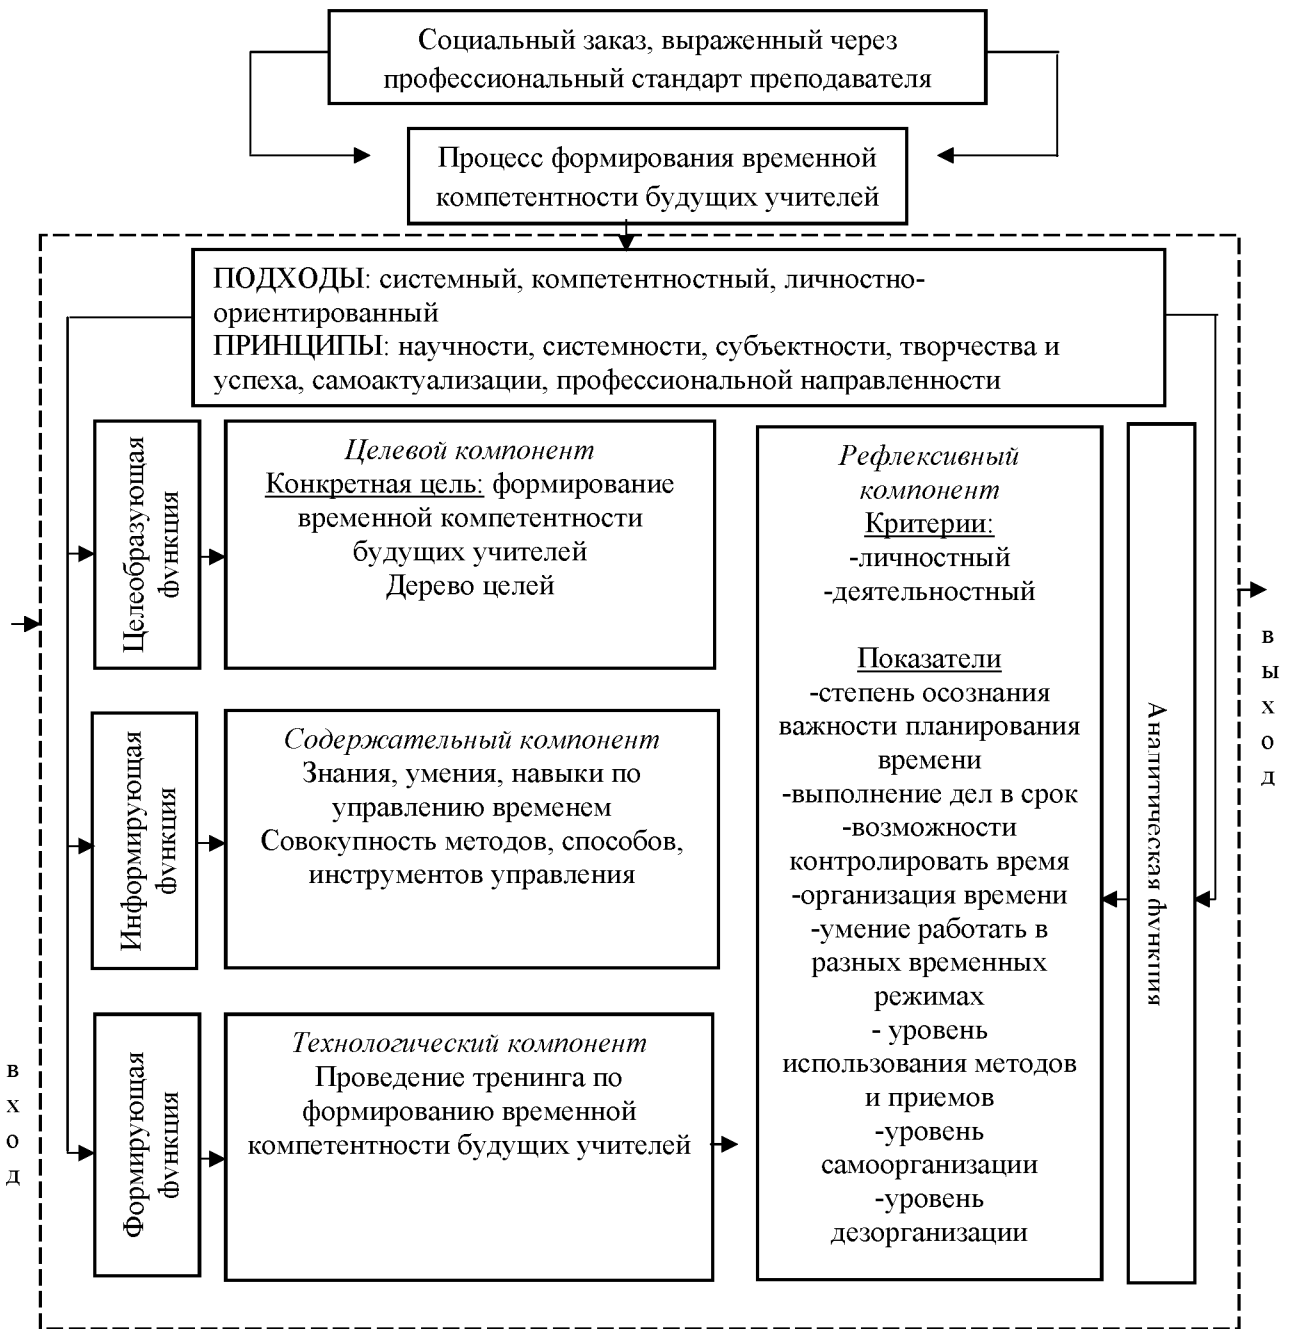 Социальный заказ, выраженный через
профессиональный стандарт преподавателя
Процесс формирования временной
компетентности будущих учителей
ПОДХОДЫ: системный, компетентностный, личностно-
ориентированный
ПРИНЦИПЫ: научности, системности, субъектности, творчества и
успеха, самоактуализации, профессиональной направленности
Целеобразующая
функция
Целевой компонент
Конкретная цель: формирование
временной компетентности
будущих учителей
Дерево целей
Информирующая
функция
Содержательный компонент
Знания, умения, навыки по
управлению временем
Совокупность методов, способов,
инструментов управления
Формирующая
функция
Технологический компонент
Проведение тренинга по
формированию временной
компетентности будущих учителей
Рефлексивный
компонент
Критерии:
-личностный
-деятельностный
Показатели
-степень осознания
важности планирования
времени
-выполнение дел в срок
-возможности
контролировать время
-организация времени
-умение работать в
разных временных
режимах
- уровень
использования методов
и приемов
-уровень
самоорганизации
-уровень
дезорганизации
Аналитическая функция
вход
выход